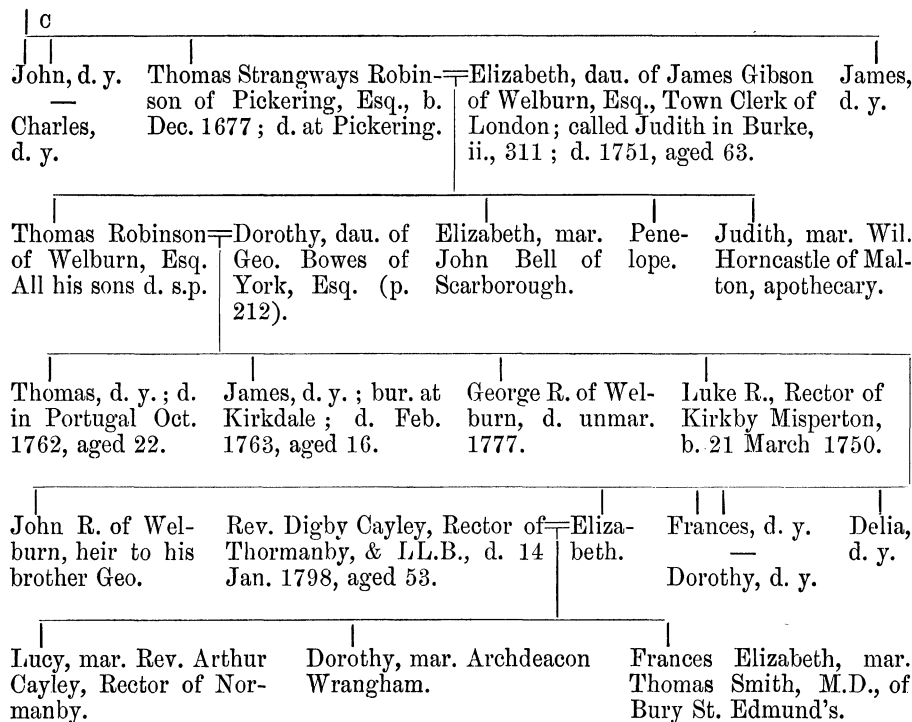 C
John, d. y.
—
Charles,
d. y.
Thomas Strangways Robin-
son of Pickering, Esq., b.
Dec. 1677; d. at Pickering.
Elizabeth, dau. of James Gibson
of Welburn, Esq., Town Clerk of
London; called Judith in Burke,
ii., 311; d. 1751, aged 63.
James,
d. y.
Thomas Robinson
of Welburn, Esq.
All his sons d. s.p.
Dorothy, dau. of
Geo. Bowes of
York, Esq. (p.
212).
Elizabeth, mar.
John Bell of
Scarborough.
Pene-
lope.
Judith, mar. Wil.
Horncastle of Mal-
ton, apothecary.
Thomas, d. y.; d.
in Portugal Oct.
1762, aged 22.
James, d. y.; bur. at
Kirkdale; d. Feb.
1763, aged 16.
George R. of Wel-
burn, d. unmar.
1777.
Luke R., Rector of
Kirkby Misperton,
b. 21 March 1750.
John R. of Wel-
burn, heir to his
brother Geo.
Rev. Digby Cayley, Rector of
Thormanby, & LL.B., d. 14
Jan. 1798, aged 53.
Eliza-
beth.
Frances, d. y.
—
Dorothy, d. y.
Delia,
d. y.
Lucy, mar. Rev. Arthur
Cayley, Rector of Nor-
manby.
Dorothy, mar. Archdeacon
Wrangham.
Frances Elizabeth, mar.
Thomas Smith, M.D., of
Bury St. Edmund's.